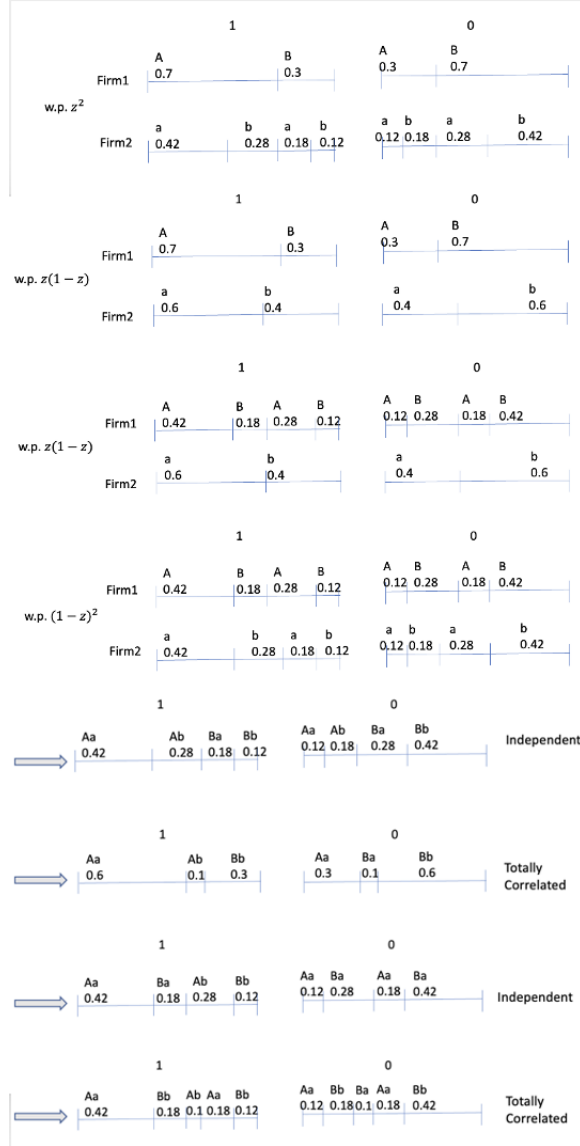 1 0
A B A B
Firm1 0.7 0.3 0.3 0.7
w.p. z²
a b a b a b a b
Firm2 0.42 0.28 0.18 0.12 0.12 0.18 0.28 0.42
1 0
A B A B
Firm1 0.7 0.3 0.3 0.7
w.p. z(1 − z)
a b a b
Firm2 0.6 0.4 0.4 0.6
1 0
A B A B A B A B
Firm1 0.42 0.18 0.28 0.12 0.12 0.28 0.18 0.42
w.p. z(1 − z)
a b a b
Firm2 0.6 0.4 0.4 0.6
1 0
A B A B A B A B
Firm1 0.42 0.18 0.28 0.12 0.12 0.28 0.18 0.42
w.p. (1 − z)²
a b a b a b a b
Firm2 0.42 0.28 0.18 0.12 0.12 0.18 0.28 0.42
1 0
Aa Ab Ba Bb Aa Ab Ba Bb
0.42 0.28 0.18 0.12 0.12 0.18 0.28 0.42
Independent
1 0
Aa Ab Bb Aa Ba Bb
0.6 0.1 0.3 0.3 0.1 0.6
Totally
Correlated
1 0
Aa Ba Ab Bb Aa Ba Aa Ba
0.42 0.18 0.28 0.12 0.12 0.28 0.18 0.42
Independent
1 0
Aa Bb Ab Aa Bb Aa Bb Ba Aa Bb
0.42 0.18 0.1 0.18 0.12 0.12 0.18 0.1 0.18 0.42
Totally
Correlated